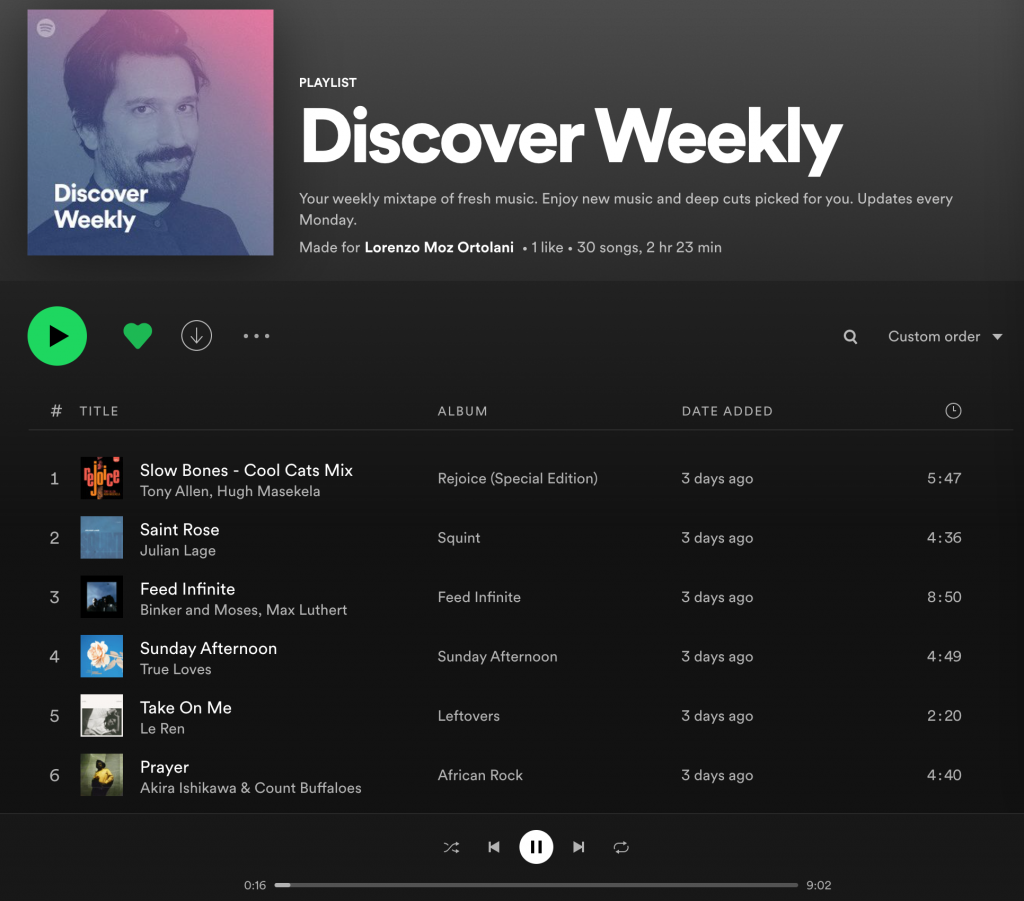 Discover
Weekly
PLAYLIST
Discover Weekly
Your weekly mixtape of fresh music. Enjoy new music and deep cuts picked for you. Updates every
Monday.
Made for Lorenzo Moz Ortolani • 1 like • 30 songs, 2 hr 23 min
Custom order
# TITLE ALBUM DATE ADDED
1 rejoice Slow Bones - Cool Cats Mix Rejoice (Special Edition) 3 days ago 5:47
Tony Allen, Hugh Masekela
2 Saint Rose Squint 3 days ago 4:36
Julian Lage
3 Feed Infinite Feed Infinite 3 days ago 8:50
Binker and Moses, Max Luthert
4 Sunday Afternoon Sunday Afternoon 3 days ago 4:49
True Loves
5 Take On Me Leftovers 3 days ago 2:20
Le Ren
6 Prayer African Rock 3 days ago 4:40
Akira Ishikawa & Count Buffaloes
0:16 9:02